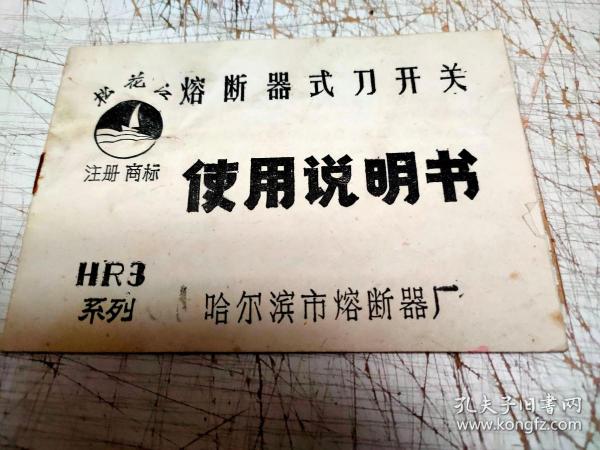 松花江
熔断器式刀开关
注册 商标
使用说明书
HR3
系列
哈尔滨市熔断器厂
孔夫子旧书网
www.kongfz.com